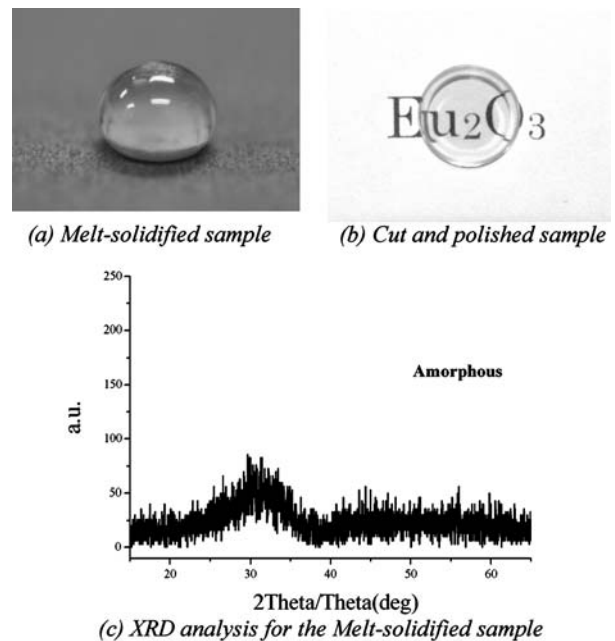 Eu₂O₃
(a) Melt-solidified sample
(b) Cut and polished sample
250
200
150
100
50
0
a.u.
Amorphous
20 30 40 50 60
2Theta/Theta(deg)
(c) XRD analysis for the Melt-solidified sample